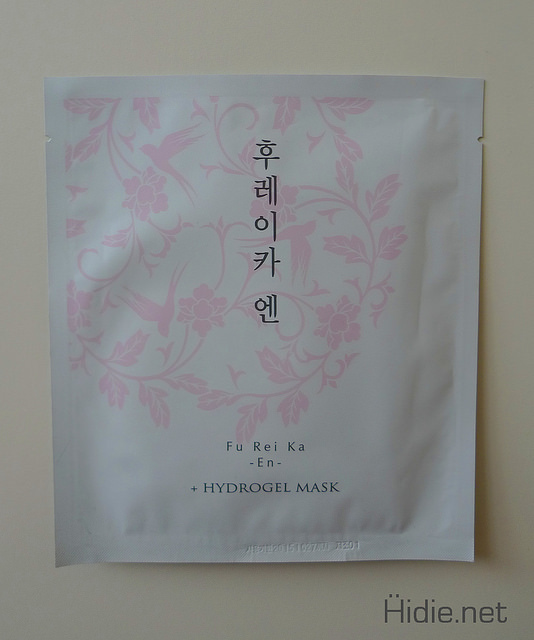 후레이카 엔
Fu Rei Ka
-En-
+ HYDROGEL MASK
Hidie.net